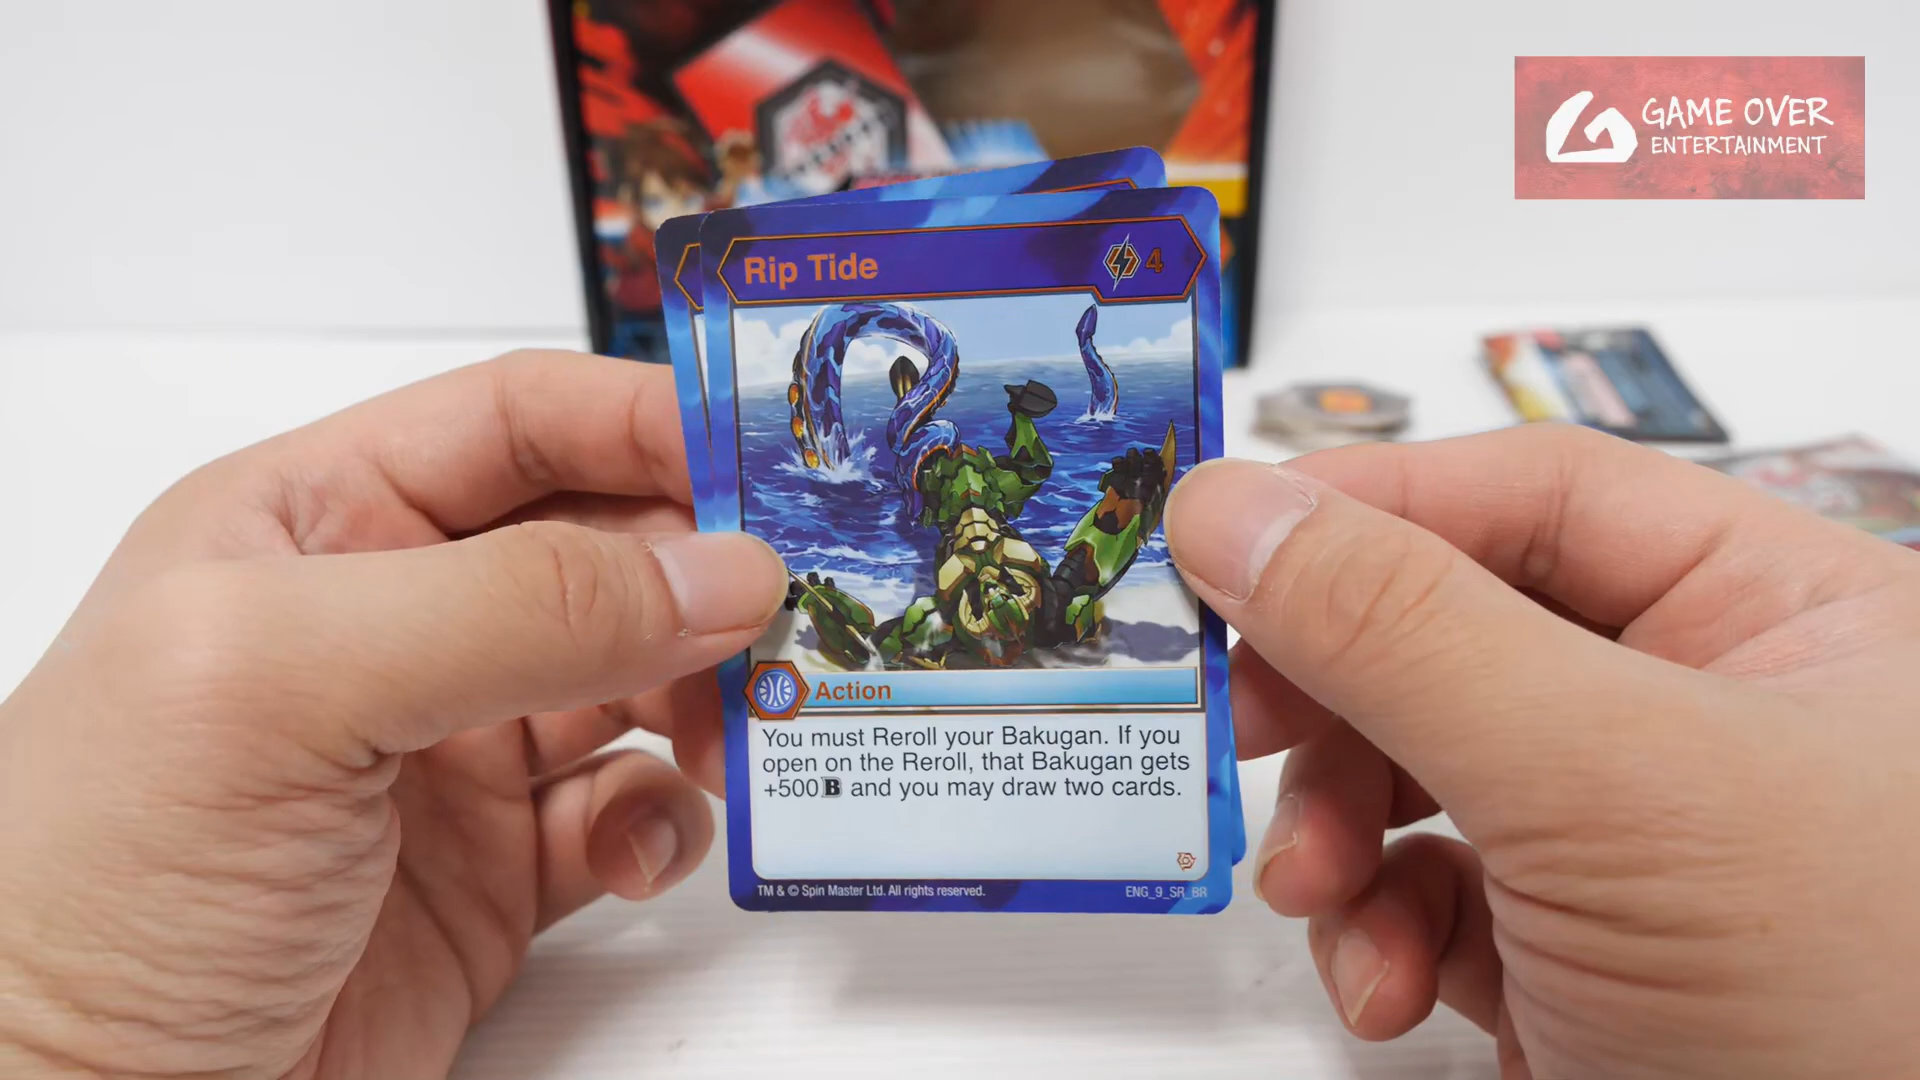 GAME OVER
ENTERTAINMENT
Rip Tide
4
Action
You must Reroll your Bakugan. If you
open on the Reroll, that Bakugan gets
+500 B and you may draw two cards.
TM & © Spin Master Ltd. All rights reserved.
ENG_9_SR_BR